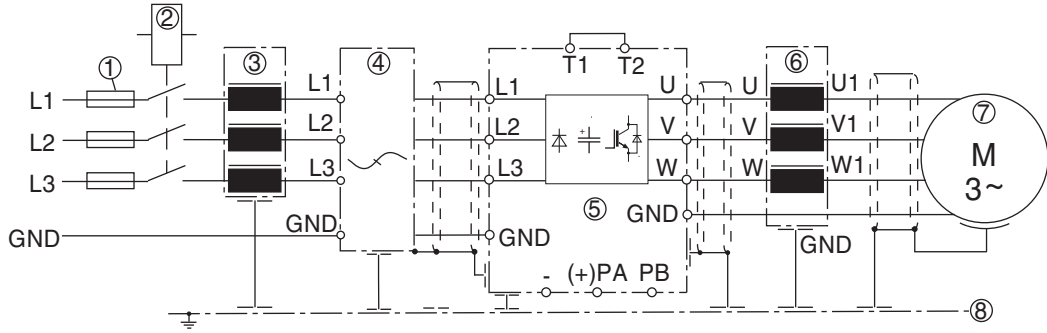 ②
T1 T2
① ③ ④ ⑥
L1 L1 L1 U U U1 ⑦
L2 L2 L2 V V V1 M
L3 L3 L3 W W W1 3~
+
⑤ GND
GND GND GND GND
- (+)PA PB
⑧